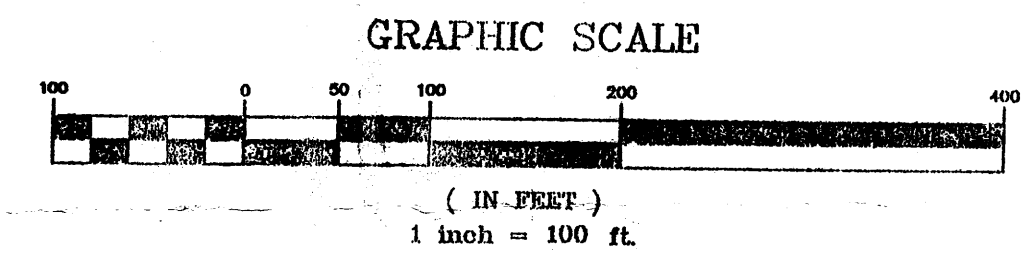 GRAPHIC SCALE
100 0 50 100 200 400
( IN FEET )
1 inch = 100 ft.